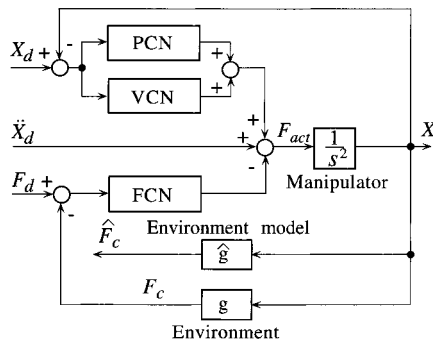 PCN
X_d + - + +
VCN
Ẍ_d + + F_act 1/s² X
F_d + - FCN - Manipulator
Environment model
F̂_c ĝ
F_c g
Environment